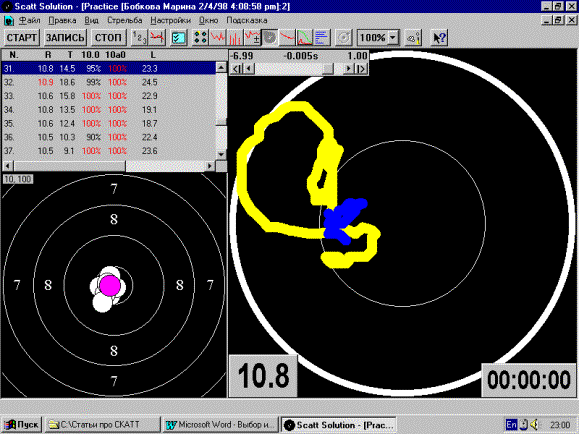 Scatt Solution - [Practice [Бобкова Марина 2/4/98 4:08:50 pm]:2]
Файл Правка Вид Стрельба Настройки Окно Подсказка
СТАРТ ЗАПИСЬ СТОП 100%
N. R T 10.0 10a0 L
31. 10.8 14.5 95% 100% 23.3
32. 10.9 18.6 99% 100% 24.5
33. 10.6 15.8 100% 100% 22.9
34. 10.8 13.5 100% 100% 19.1
35. 10.6 12.4 100% 100% 18.7
36. 10.5 10.3 90% 100% 22.4
37. 10.5 9.1 100% 100% 23.6
-6.99 -0.005s 1.00
10, 100
7
8
7 8 8 7
8
7
10.8
00:00:00
Пуск C:\Статьи про СКАТТ Microsoft Word - Выбор и... Scatt Solution - [Prac... En 23:00